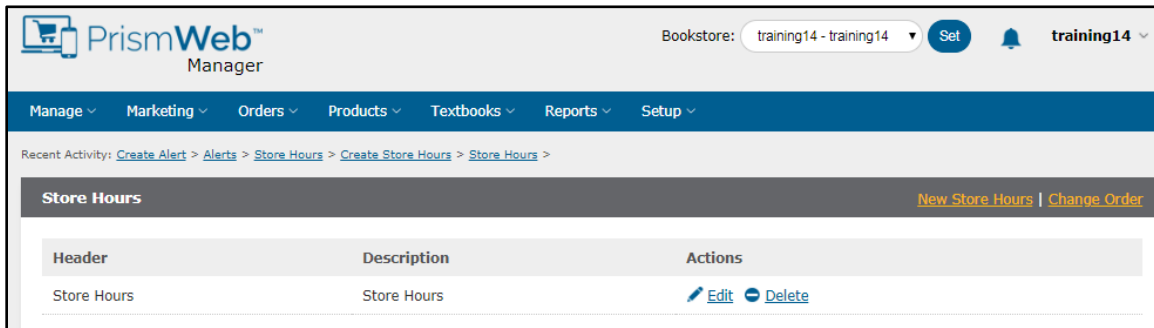 PrismWeb™
Manager
Bookstore: training14 - training14 Set training14
Manage Marketing Orders Products Textbooks Reports Setup
Recent Activity: Create Alert > Alerts > Store Hours > Create Store Hours > Store Hours >
Store Hours New Store Hours | Change Order
Header Description Actions
Store Hours Store Hours Edit Delete